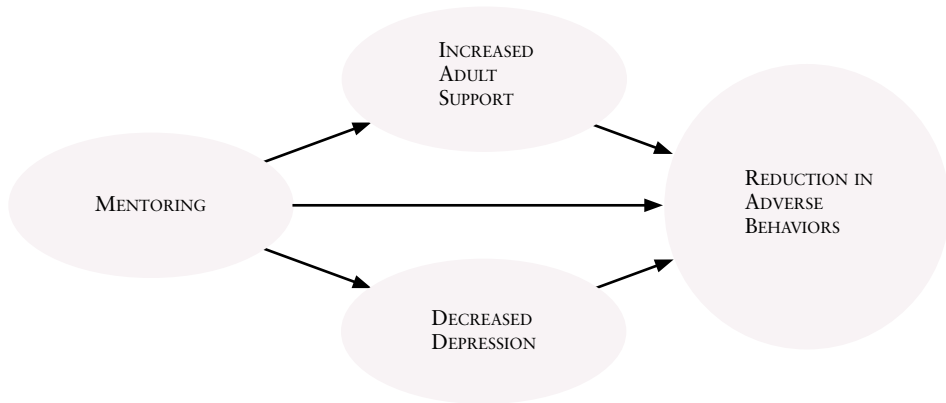 INCREASED
ADULT
SUPPORT
MENTORING
REDUCTION IN
ADVERSE
BEHAVIORS
DECREASED
DEPRESSION